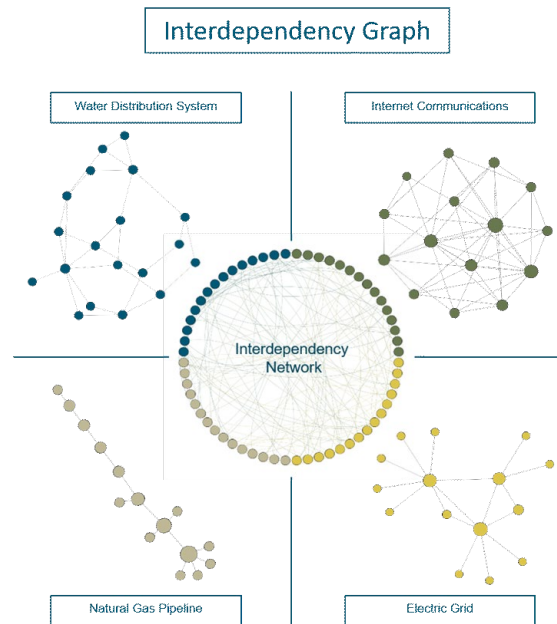 Interdependency Graph
Water Distribution System
Internet Communications
Interdependency
Network
Natural Gas Pipeline
Electric Grid